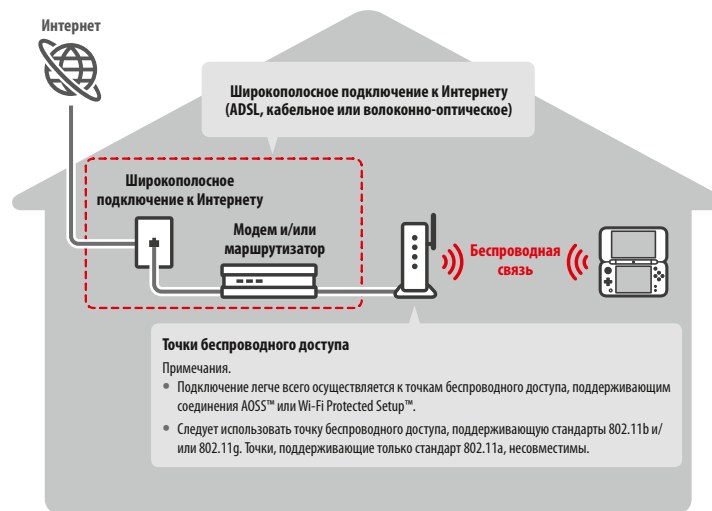 Интернет
Широкополосное подключение к Интернету
(ADSL, кабельное или волоконно-оптическое)
Широкополосное
подключение к Интернету
Модем и/или
маршрутизатор
Беспроводная
связь
Точки беспроводного доступа
Примечания.
• Подключение легче всего осуществляется к точкам беспроводного доступа, поддерживающим
соединения AOSS™ или Wi-Fi Protected Setup™.
• Следует использовать точку беспроводного доступа, поддерживающую стандарты 802.11b и/
или 802.11g. Точки, поддерживающие только стандарт 802.11a, несовместимы.